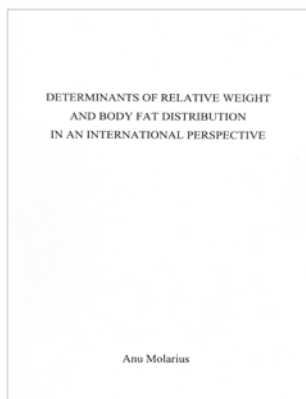 DETERMINANTS OF RELATIVE WEIGHT
AND BODY FAT DISTRIBUTION
IN AN INTERNATIONAL PERSPECTIVE
Anu Molarius